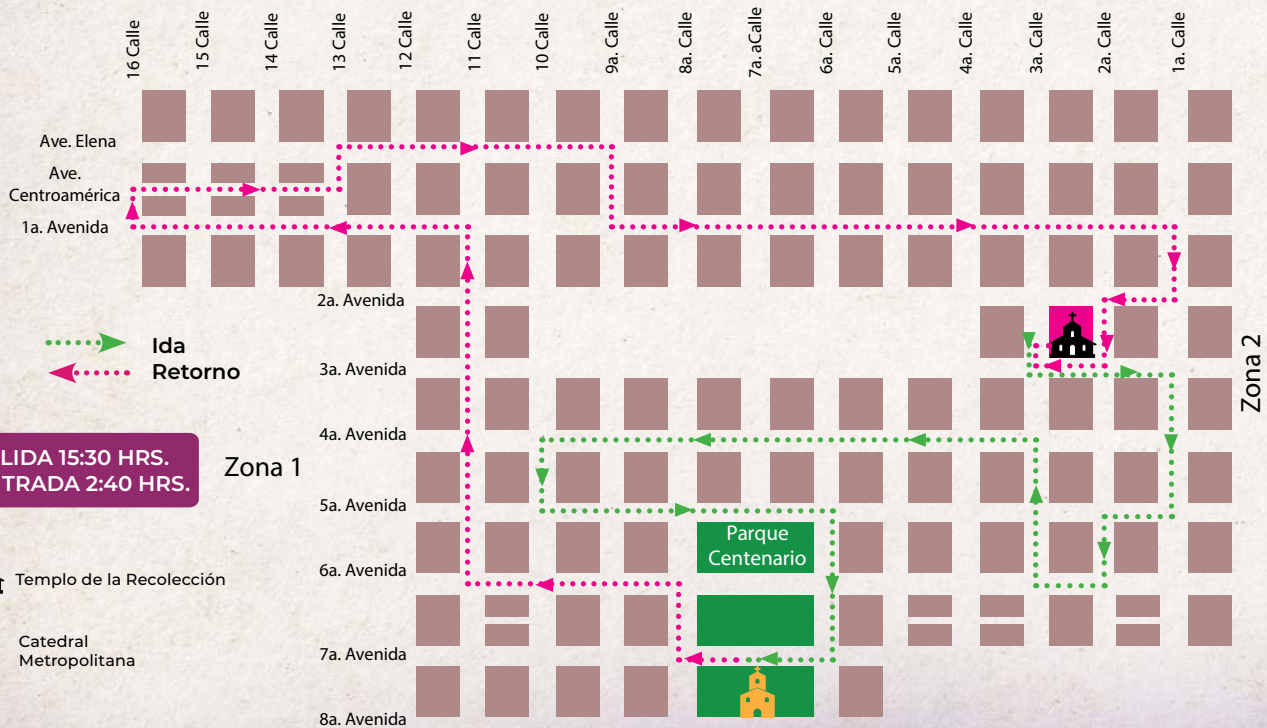 16 Calle
15 Calle
14 Calle
13 Calle
12 Calle
11 Calle
10 Calle
9a. Calle
8a. Calle
7a. aCalle
6a. Calle
5a. Calle
4a. Calle
3a. Calle
2a. Calle
1a. Calle
Ave. Elena
Ave.
Centroamérica
1a. Avenida
2a. Avenida
Ida
Retorno
3a. Avenida
Zona 2
4a. Avenida
LIDA 15:30 HRS.
TRADA 2:40 HRS.
Zona 1
5a. Avenida
Parque
Centenario
6a. Avenida
Templo de la Recolección
Catedral
Metropolitana
7a. Avenida
8a. Avenida